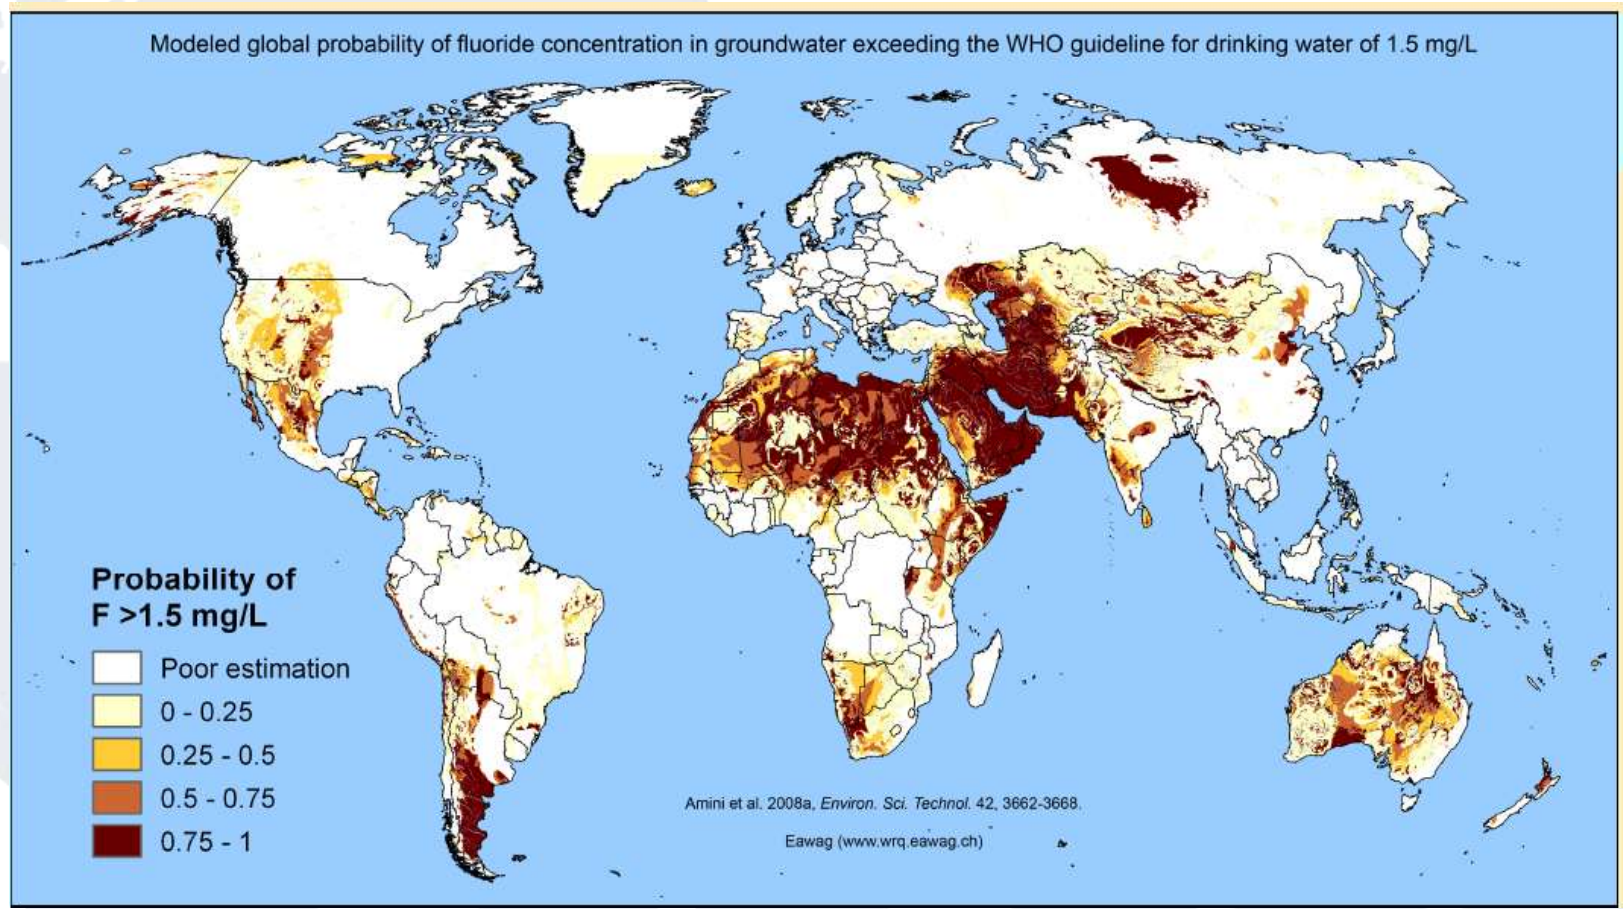 Modeled global probability of fluoride concentration in groundwater exceeding the WHO guideline for drinking water of 1.5 mg/L
Probability of
F >1.5 mg/L
Poor estimation
0 - 0.25
0.25 - 0.5
0.5 - 0.75
0.75 - 1
Amini et al. 2008a, Environ. Sci. Technol. 42, 3662-3668.
Eawag (www.wrq.eawag.ch)